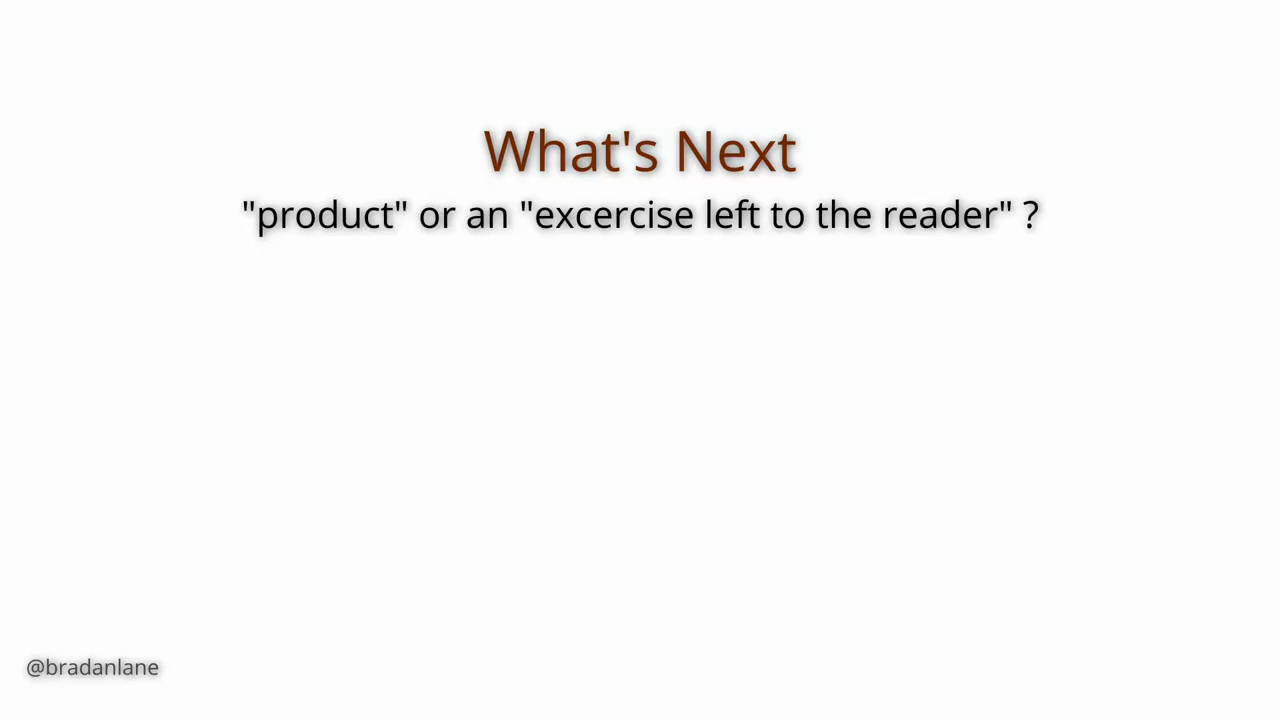 What's Next
"product" or an "excercise left to the reader" ?
@bradanlane